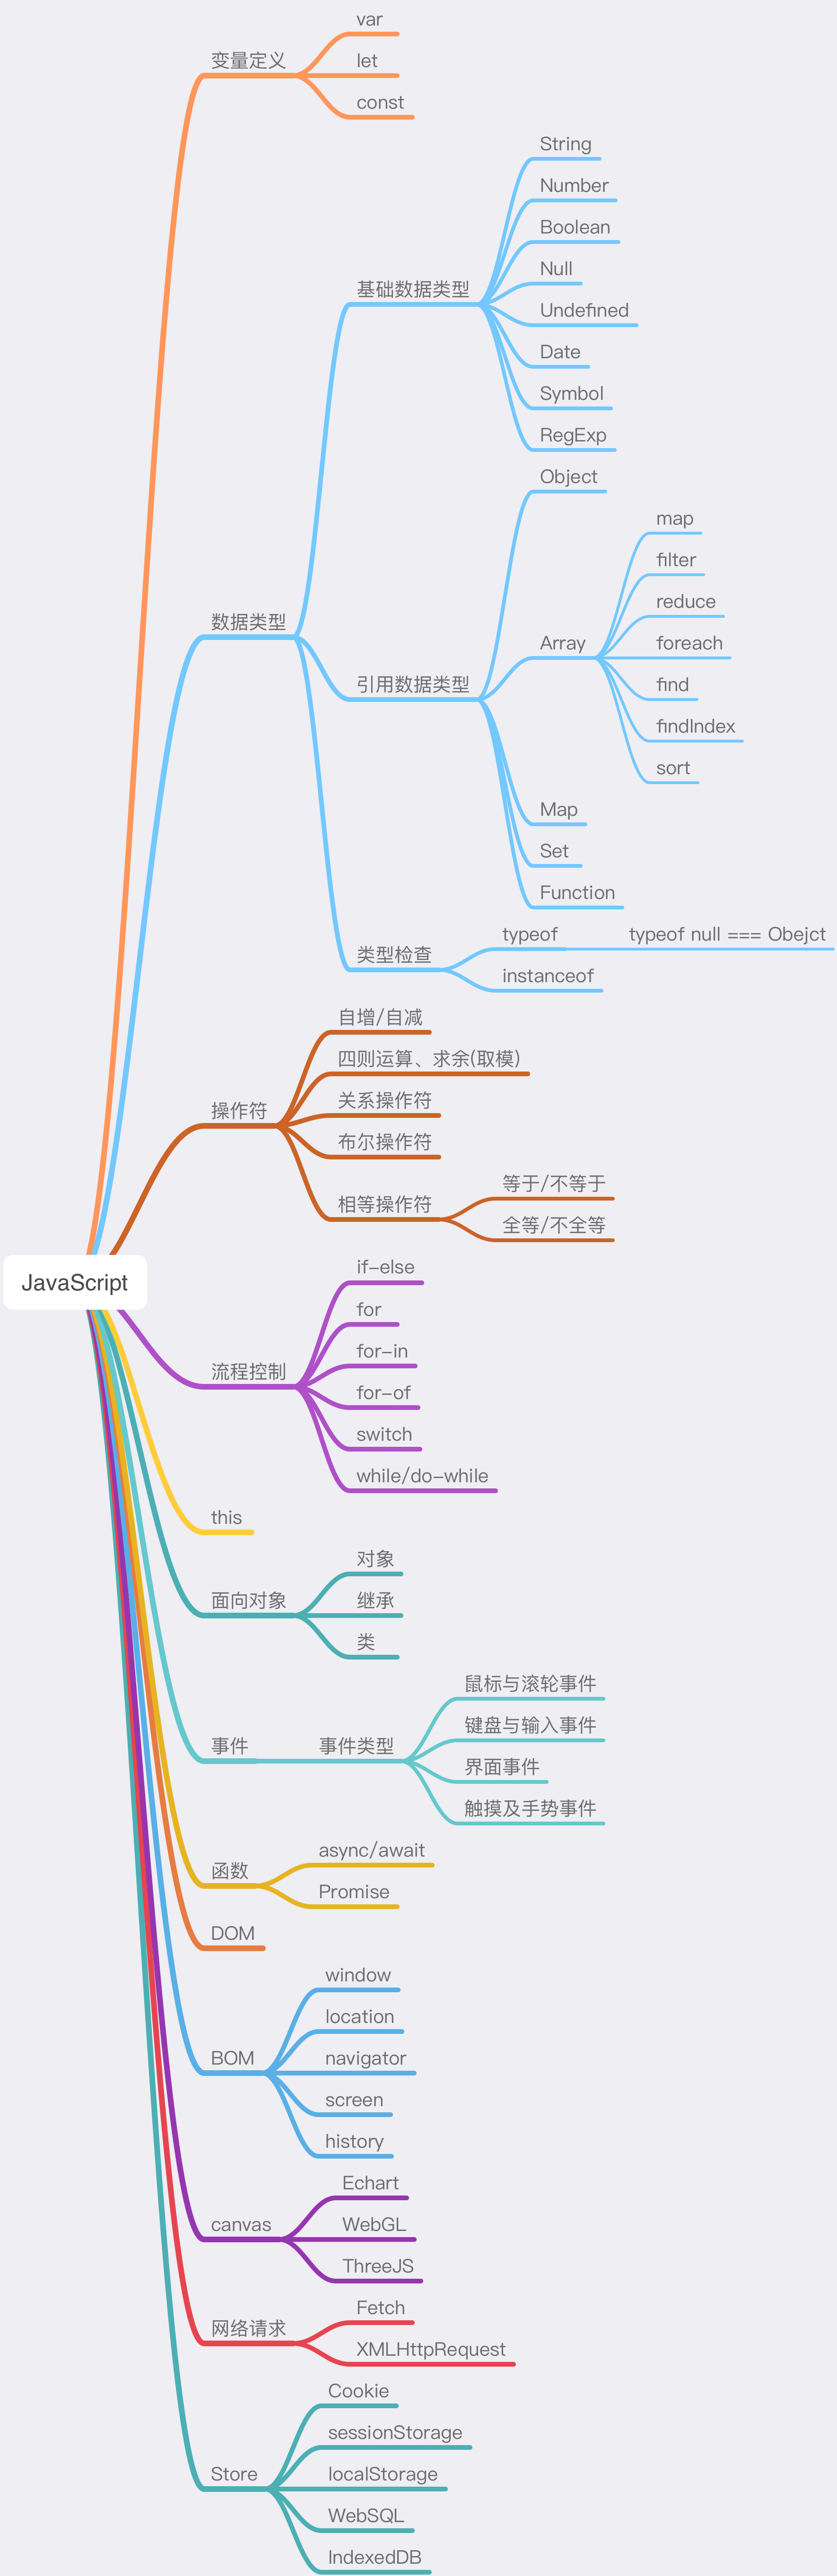 JavaScript
变量定义
var
let
const
数据类型
基础数据类型
String
Number
Boolean
Null
Undefined
Date
Symbol
RegExp
引用数据类型
Object
Array
map
filter
reduce
foreach
find
findIndex
sort
Map
Set
Function
类型检查
typeof
typeof null === Obejct
instanceof
操作符
自增/自减
四则运算、求余(取模)
关系操作符
布尔操作符
相等操作符
等于/不等于
全等/不全等
流程控制
if-else
for
for-in
for-of
switch
while/do-while
this
面向对象
对象
继承
类
事件
事件类型
鼠标与滚轮事件
键盘与输入事件
界面事件
触摸及手势事件
函数
async/await
Promise
DOM
BOM
window
location
navigator
screen
history
canvas
Echart
WebGL
ThreeJS
网络请求
Fetch
XMLHttpRequest
Store
Cookie
sessionStorage
localStorage
WebSQL
IndexedDB